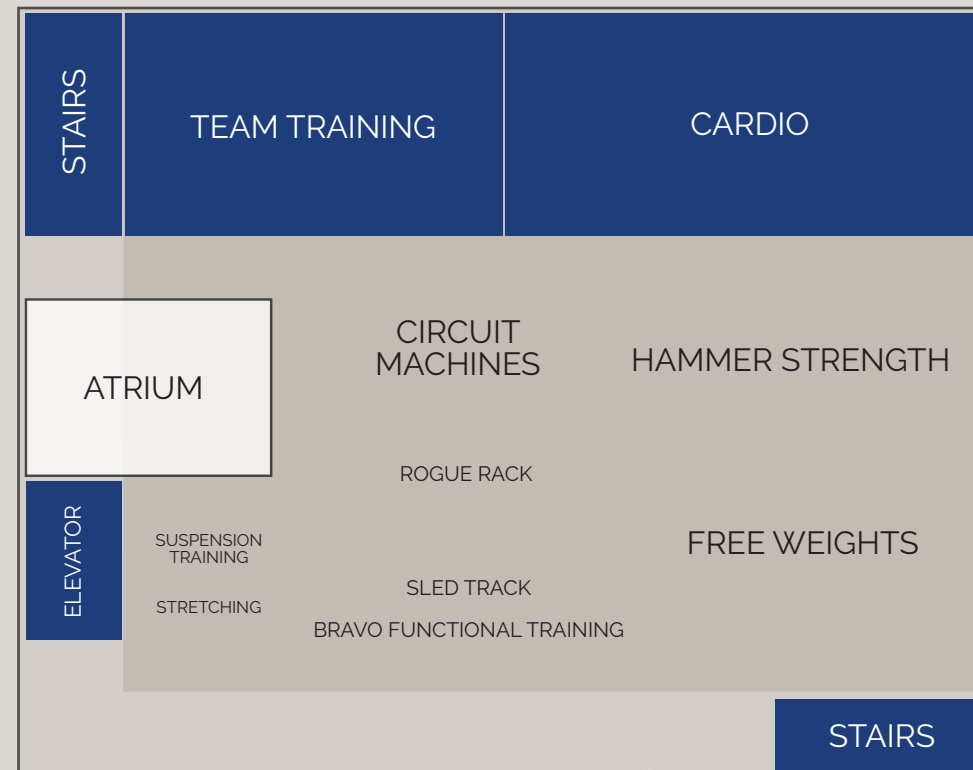 STAIRS
TEAM TRAINING
CARDIO
CIRCUIT
MACHINES
HAMMER STRENGTH
ATRIUM
ROGUE RACK
ELEVATOR
SUSPENSION
TRAINING
FREE WEIGHTS
STRETCHING
SLED TRACK
BRAVO FUNCTIONAL TRAINING
STAIRS